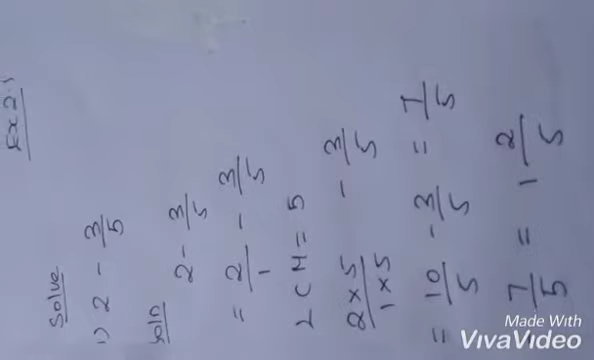 Ex 2.1
Solve
1) 2 - 3/5
soln
2 - 3/5
= 2/1 - 3/5
LCM = 5
2 × 5/1 × 5 - 3/5
= 10/5 - 3/5 = 7/5
7/5 = 1 2/5
Made With
VivaVideo